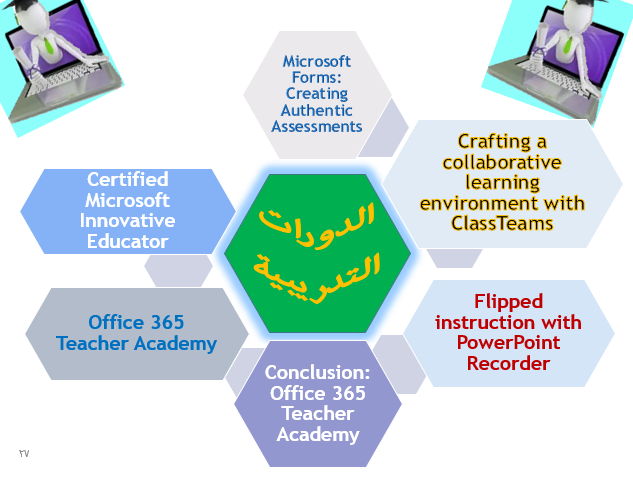 Microsoft
Forms:
Creating
Authentic
Assessments
Crafting a
collaborative
learning
environment with
ClassTeams
Certified
Microsoft
Innovative
Educator
الدورات
التدريبية
Office 365
Teacher Academy
Flipped
instruction with
PowerPoint
Recorder
Conclusion:
Office 365
Teacher
Academy
٢٧